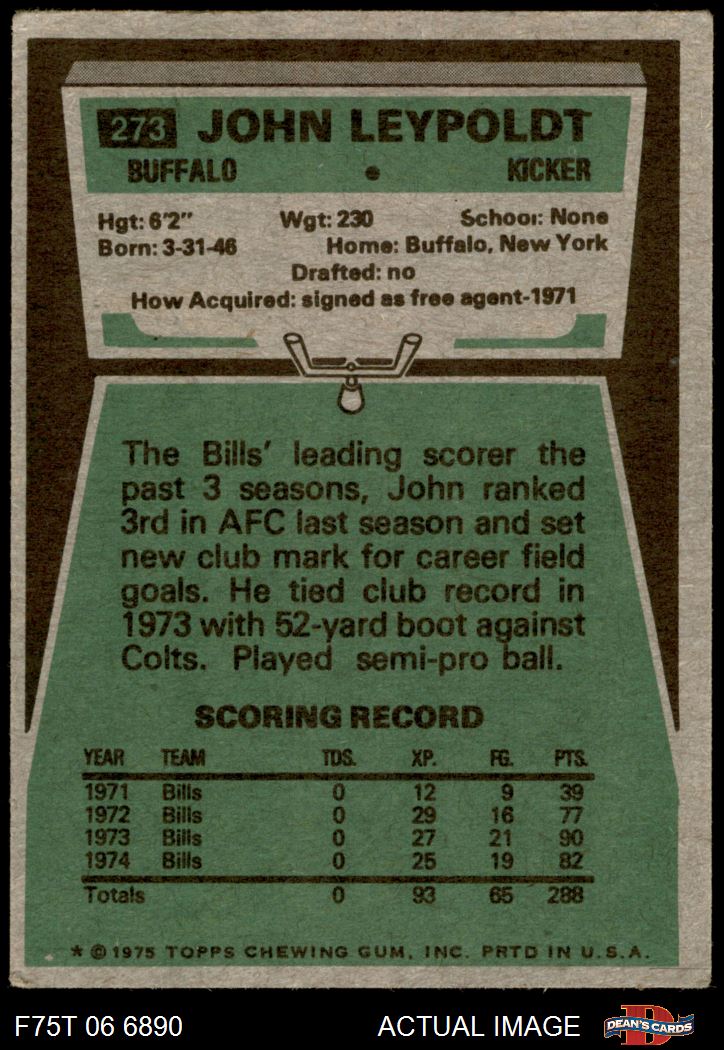 273 JOHN LEYPOLDT
BUFFALO • KICKER
Hgt: 6'2" Wgt: 230 School: None
Born: 3-31-46 Home: Buffalo, New York
Drafted: no
How Acquired: signed as free agent-1971
The Bills' leading scorer the
past 3 seasons, John ranked
3rd in AFC last season and set
new club mark for career field
goals. He tied club record in
1973 with 52-yard boot against
Colts. Played semi-pro ball.
SCORING RECORD
YEAR TEAM TDS. XP. FG. PTS.
1971 Bills 0 12 9 39
1972 Bills 0 29 16 77
1973 Bills 0 27 21 90
1974 Bills 0 25 19 82
Totals 0 93 65 288
* © 1975 TOPPS CHEWING GUM, INC. PRTD IN U.S.A.
F75T 06 6890 ACTUAL IMAGE D DEAN'S CARDS